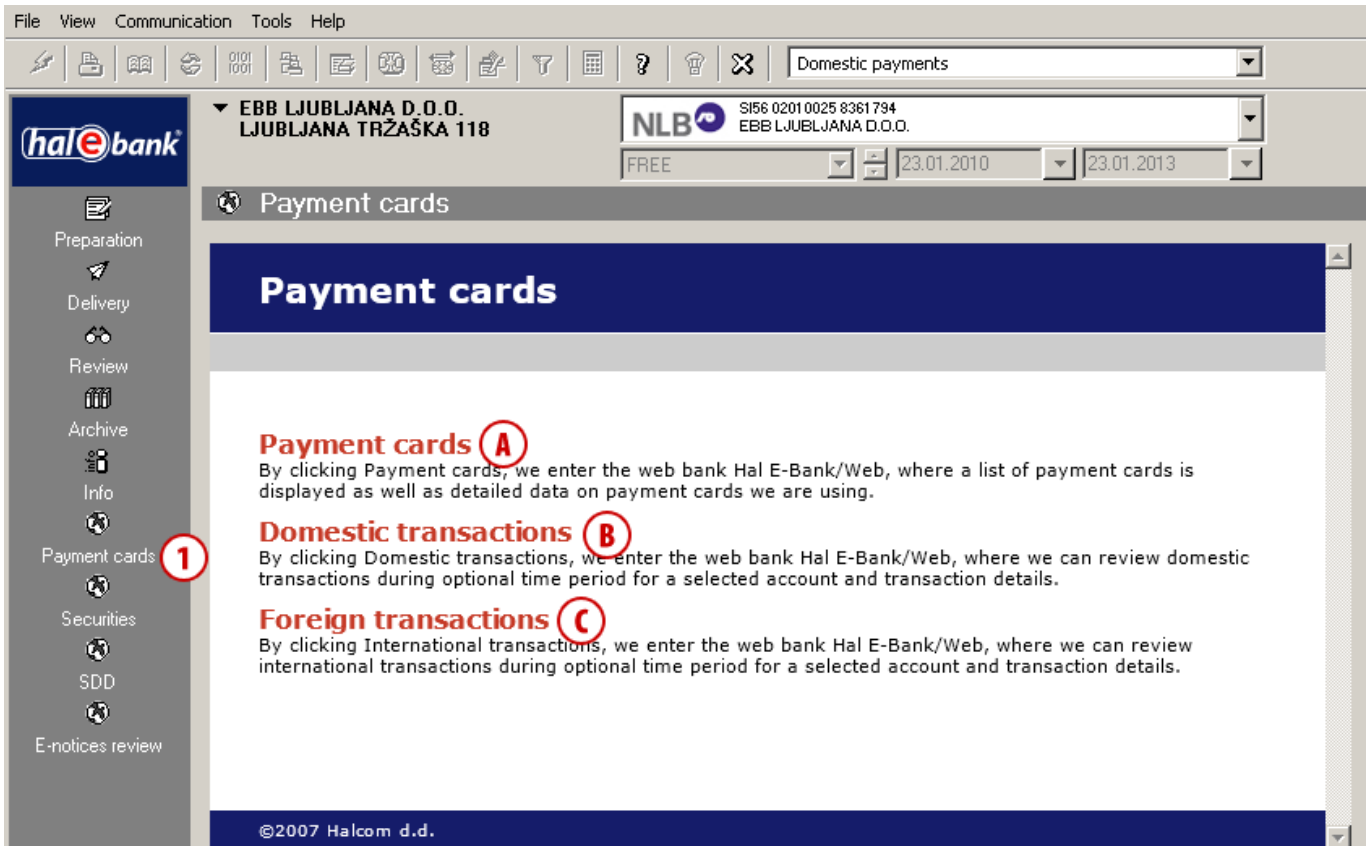 File View Communication Tools Help
Domestic payments
hal e bank
EBB LJUBLJANA D.O.O.
LJUBLJANA TRŽAŠKA 118
NLB
SI56 0201 0025 8361 794
EBB LJUBLJANA D.O.O.
FREE 23.01.2010 23.01.2013
Payment cards
Preparation
Delivery
Review
Archive
Info
Payment cards 1
Securities
SDD
E-notices review
Payment cards
Payment cards A
By clicking Payment cards, we enter the web bank Hal E-Bank/Web, where a list of payment cards is
displayed as well as detailed data on payment cards we are using.
Domestic transactions B
By clicking Domestic transactions, we enter the web bank Hal E-Bank/Web, where we can review domestic
transactions during optional time period for a selected account and transaction details.
Foreign transactions C
By clicking International transactions, we enter the web bank Hal E-Bank/Web, where we can review
international transactions during optional time period for a selected account and transaction details.
©2007 Halcom d.d.